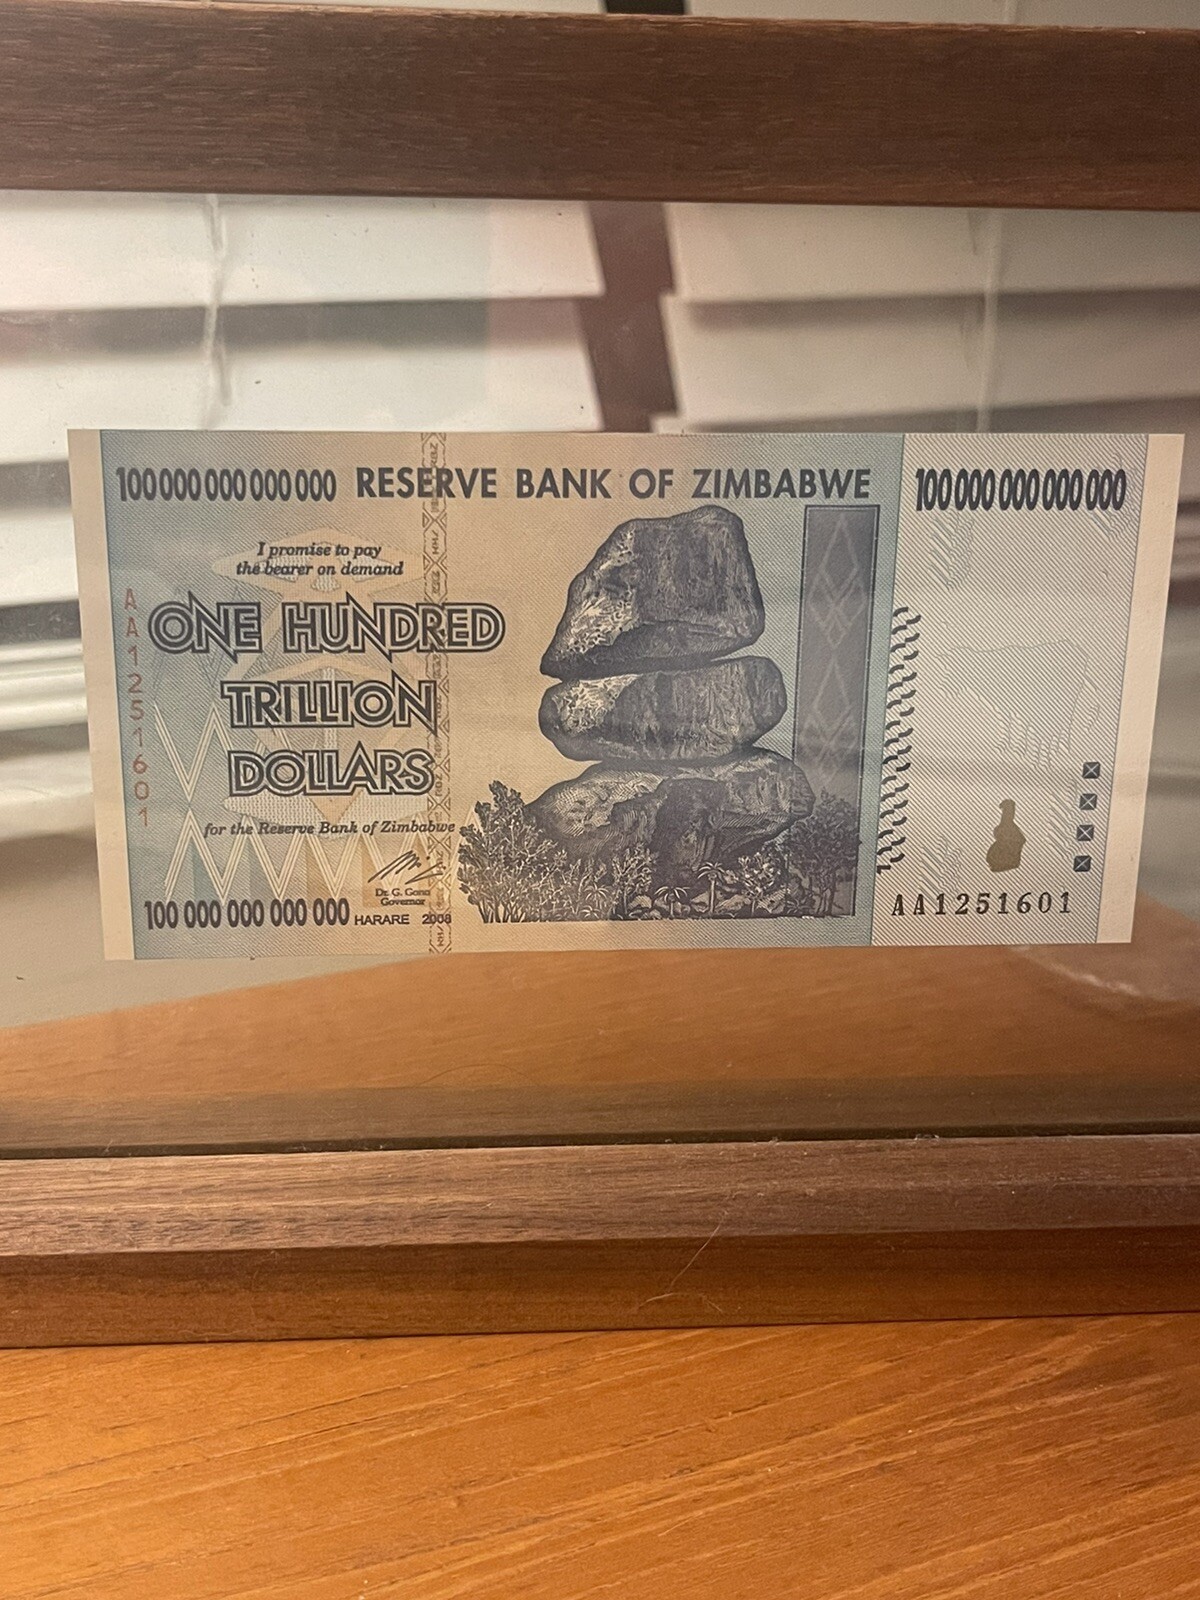 100 000 000 000 000 RESERVE BANK OF ZIMBABWE 100 000 000 000 000
I promise to pay
the bearer on demand
ONE HUNDRED
TRILLION
DOLLARS
for the Reserve Bank of Zimbabwe
Dr. G. Gono
Governor
100 000 000 000 000 HARARE 2008
AA1251601
AA1251601